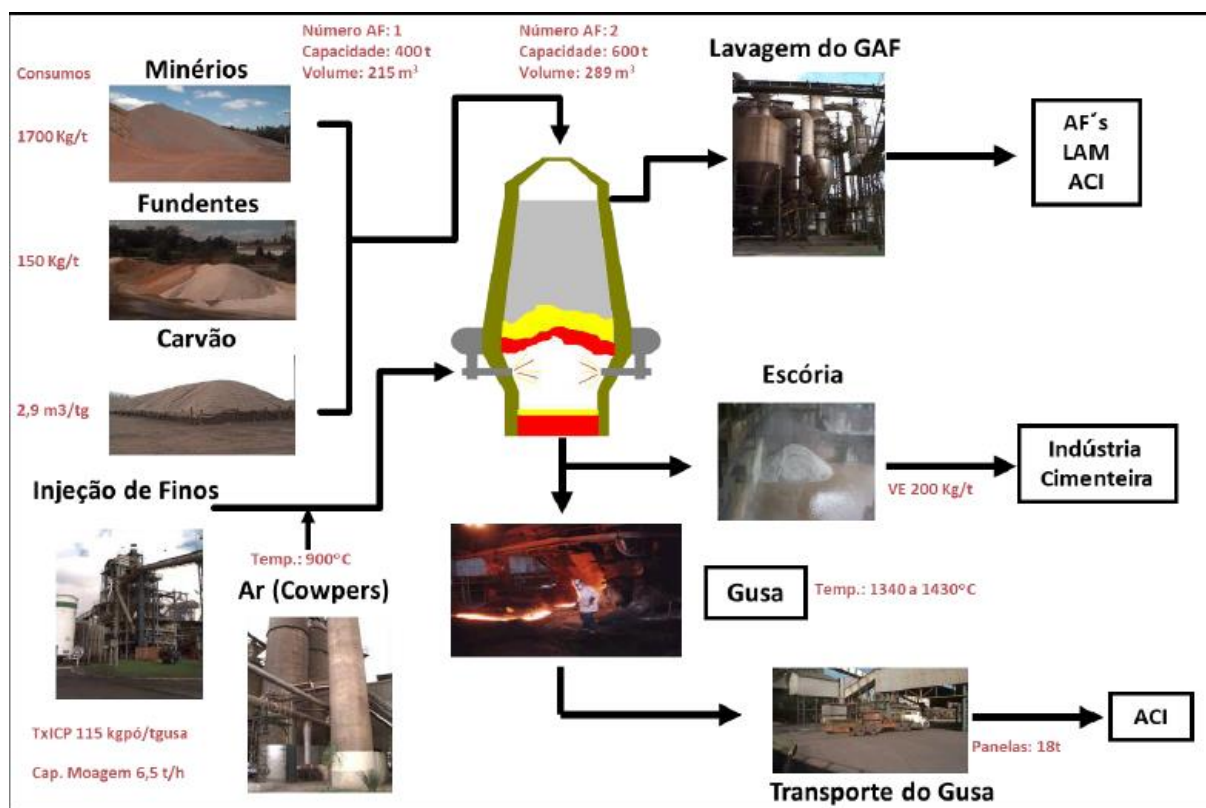 Número AF: 1
Capacidade: 400 t
Volume: 215 m³
Número AF: 2
Capacidade: 600 t
Volume: 289 m³
Lavagem do GAF
Consumos
Minérios
1700 Kg/t
AF´s
LAM
ACI
Fundentes
150 Kg/t
Carvão
2,9 m3/tg
Escória
VE 200 Kg/t
Indústria
Cimenteira
Injeção de Finos
Temp.: 900°C
Ar (Cowpers)
Gusa
Temp.: 1340 a 1430°C
TxICP 115 kgpó/tgusa
Cap. Moagem 6,5 t/h
ACI
Panelas: 18t
Transporte do Gusa